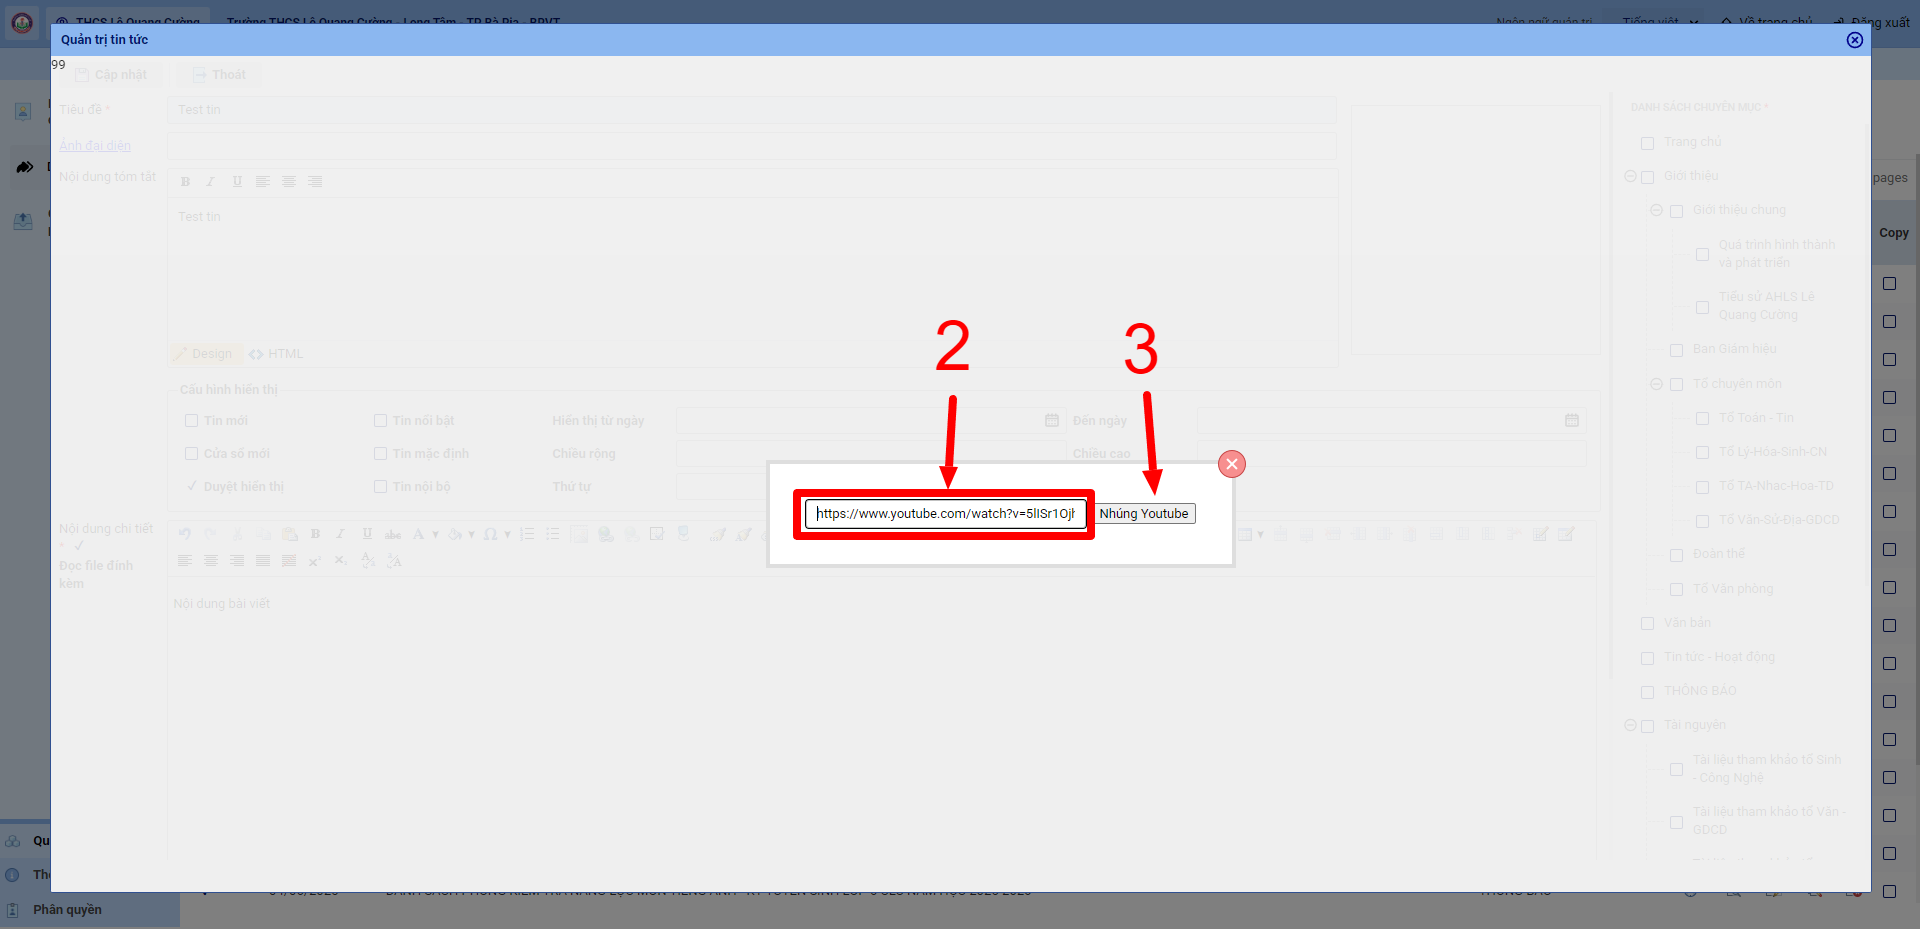 THCS Lê Quang Cường
Trường THCS Lê Quang Cường - Long Tâm - TP Bà Rịa - BRVT
Ngôn ngữ quản trị
Tiếng việt
Về trang chủ
Đăng xuất
Quản trị tin tức
99
Cập nhật
Thoát
Tiêu đề *
Test tin
Ảnh đại diện
Nội dung tóm tắt
B I U
Test tin
Design
HTML
DANH SÁCH CHUYÊN MỤC *
Trang chủ
Giới thiệu
Giới thiệu chung
Quá trình hình thành
và phát triển
Tiểu sử AHLS Lê
Quang Cường
Ban Giám hiệu
Tổ chuyên môn
Tổ Toán - Tin
Tổ Lý-Hóa-Sinh-CN
Tổ TA-Nhac-Hoa-TD
Tổ Văn-Sử-Địa-GDCD
Đoàn thể
Tổ Văn phòng
Văn bản
Tin tức - Hoạt động
THÔNG BÁO
Tài nguyên
Tài liệu tham khảo tổ Sinh
- Công Nghệ
Tài liệu tham khảo tổ Văn -
GDCD
pages
Copy
2
3
Cấu hình hiển thị
Tin mới
Tin nổi bật
Hiển thị từ ngày
Đến ngày
Cửa sổ mới
Tin mặc định
Chiều rộng
Chiều cao
Duyệt hiển thị
Tin nội bộ
Thứ tự
https://www.youtube.com/watch?v=5lISr1Ojh
Nhúng Youtube
Nội dung chi tiết
*
Đọc file đính
kèm
B I U abc A
Nội dung bài viết
Qu
Phân quyền